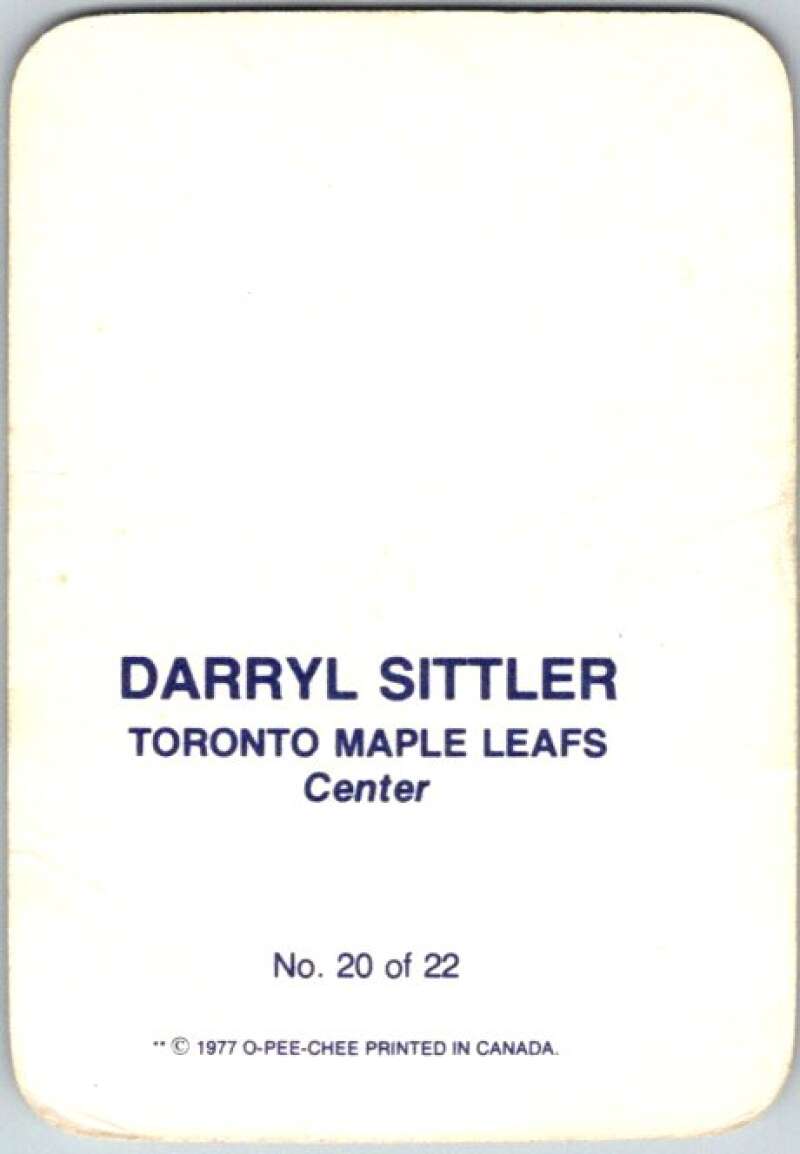 DARRYL SITTLER
TORONTO MAPLE LEAFS
Center
No. 20 of 22
** © 1977 O-PEE-CHEE PRINTED IN CANADA.